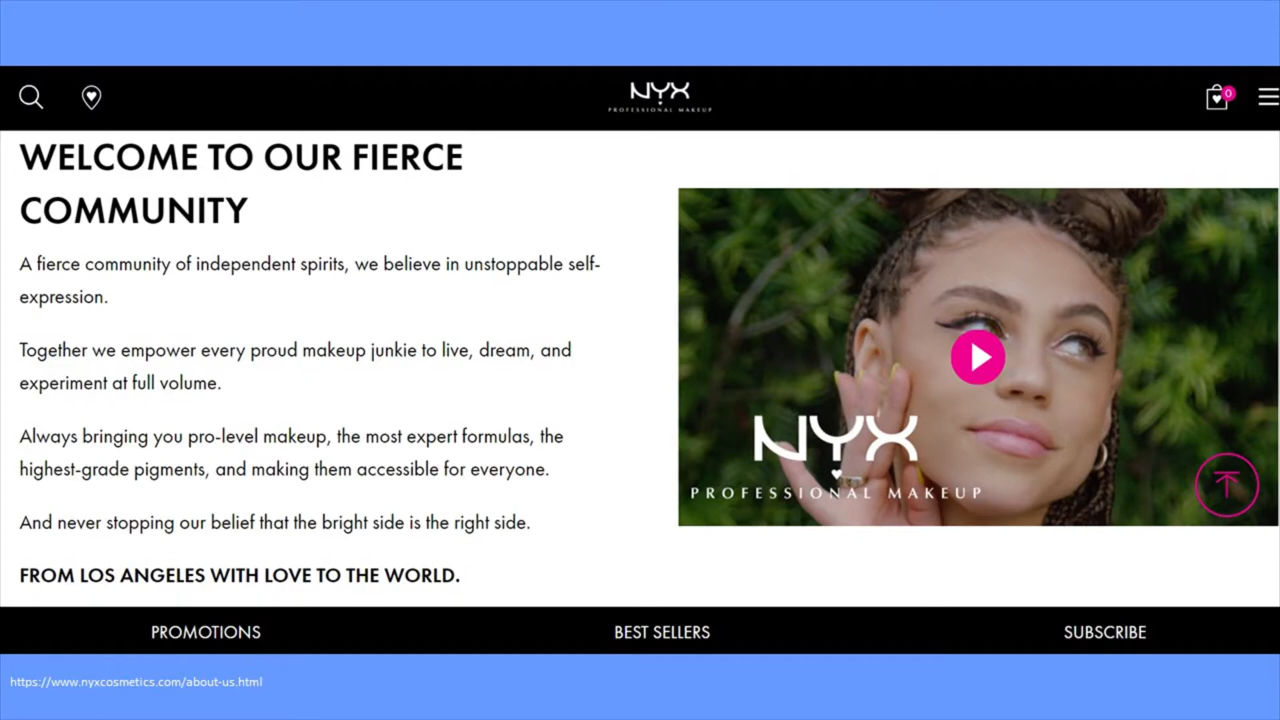 NYX
PROFESSIONAL MAKEUP
0
WELCOME TO OUR FIERCE
COMMUNITY
A fierce community of independent spirits, we believe in unstoppable self-
expression.
Together we empower every proud makeup junkie to live, dream, and
experiment at full volume.
Always bringing you pro-level makeup, the most expert formulas, the
highest-grade pigments, and making them accessible for everyone.
And never stopping our belief that the bright side is the right side.
FROM LOS ANGELES WITH LOVE TO THE WORLD.
NYX
PROFESSIONAL MAKEUP
PROMOTIONS
BEST SELLERS
SUBSCRIBE
https://www.nyxcosmetics.com/about-us.html